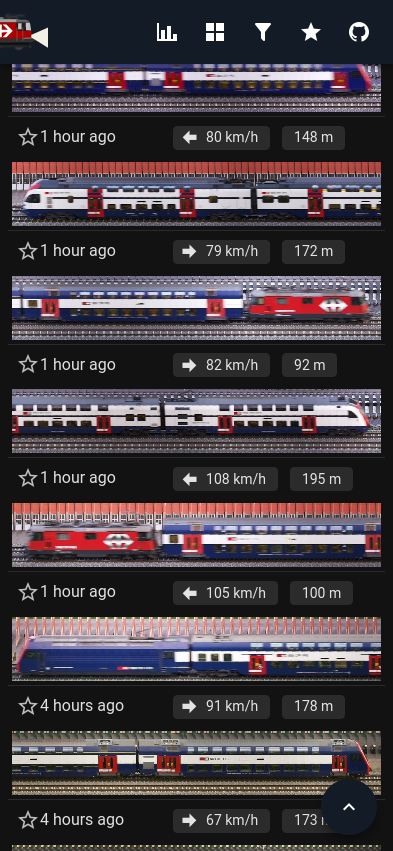 1 hour ago 80 km/h 148 m
1 hour ago 79 km/h 172 m
1 hour ago 82 km/h 92 m
1 hour ago 108 km/h 195 m
1 hour ago 105 km/h 100 m
4 hours ago 91 km/h 178 m
4 hours ago 67 km/h 173